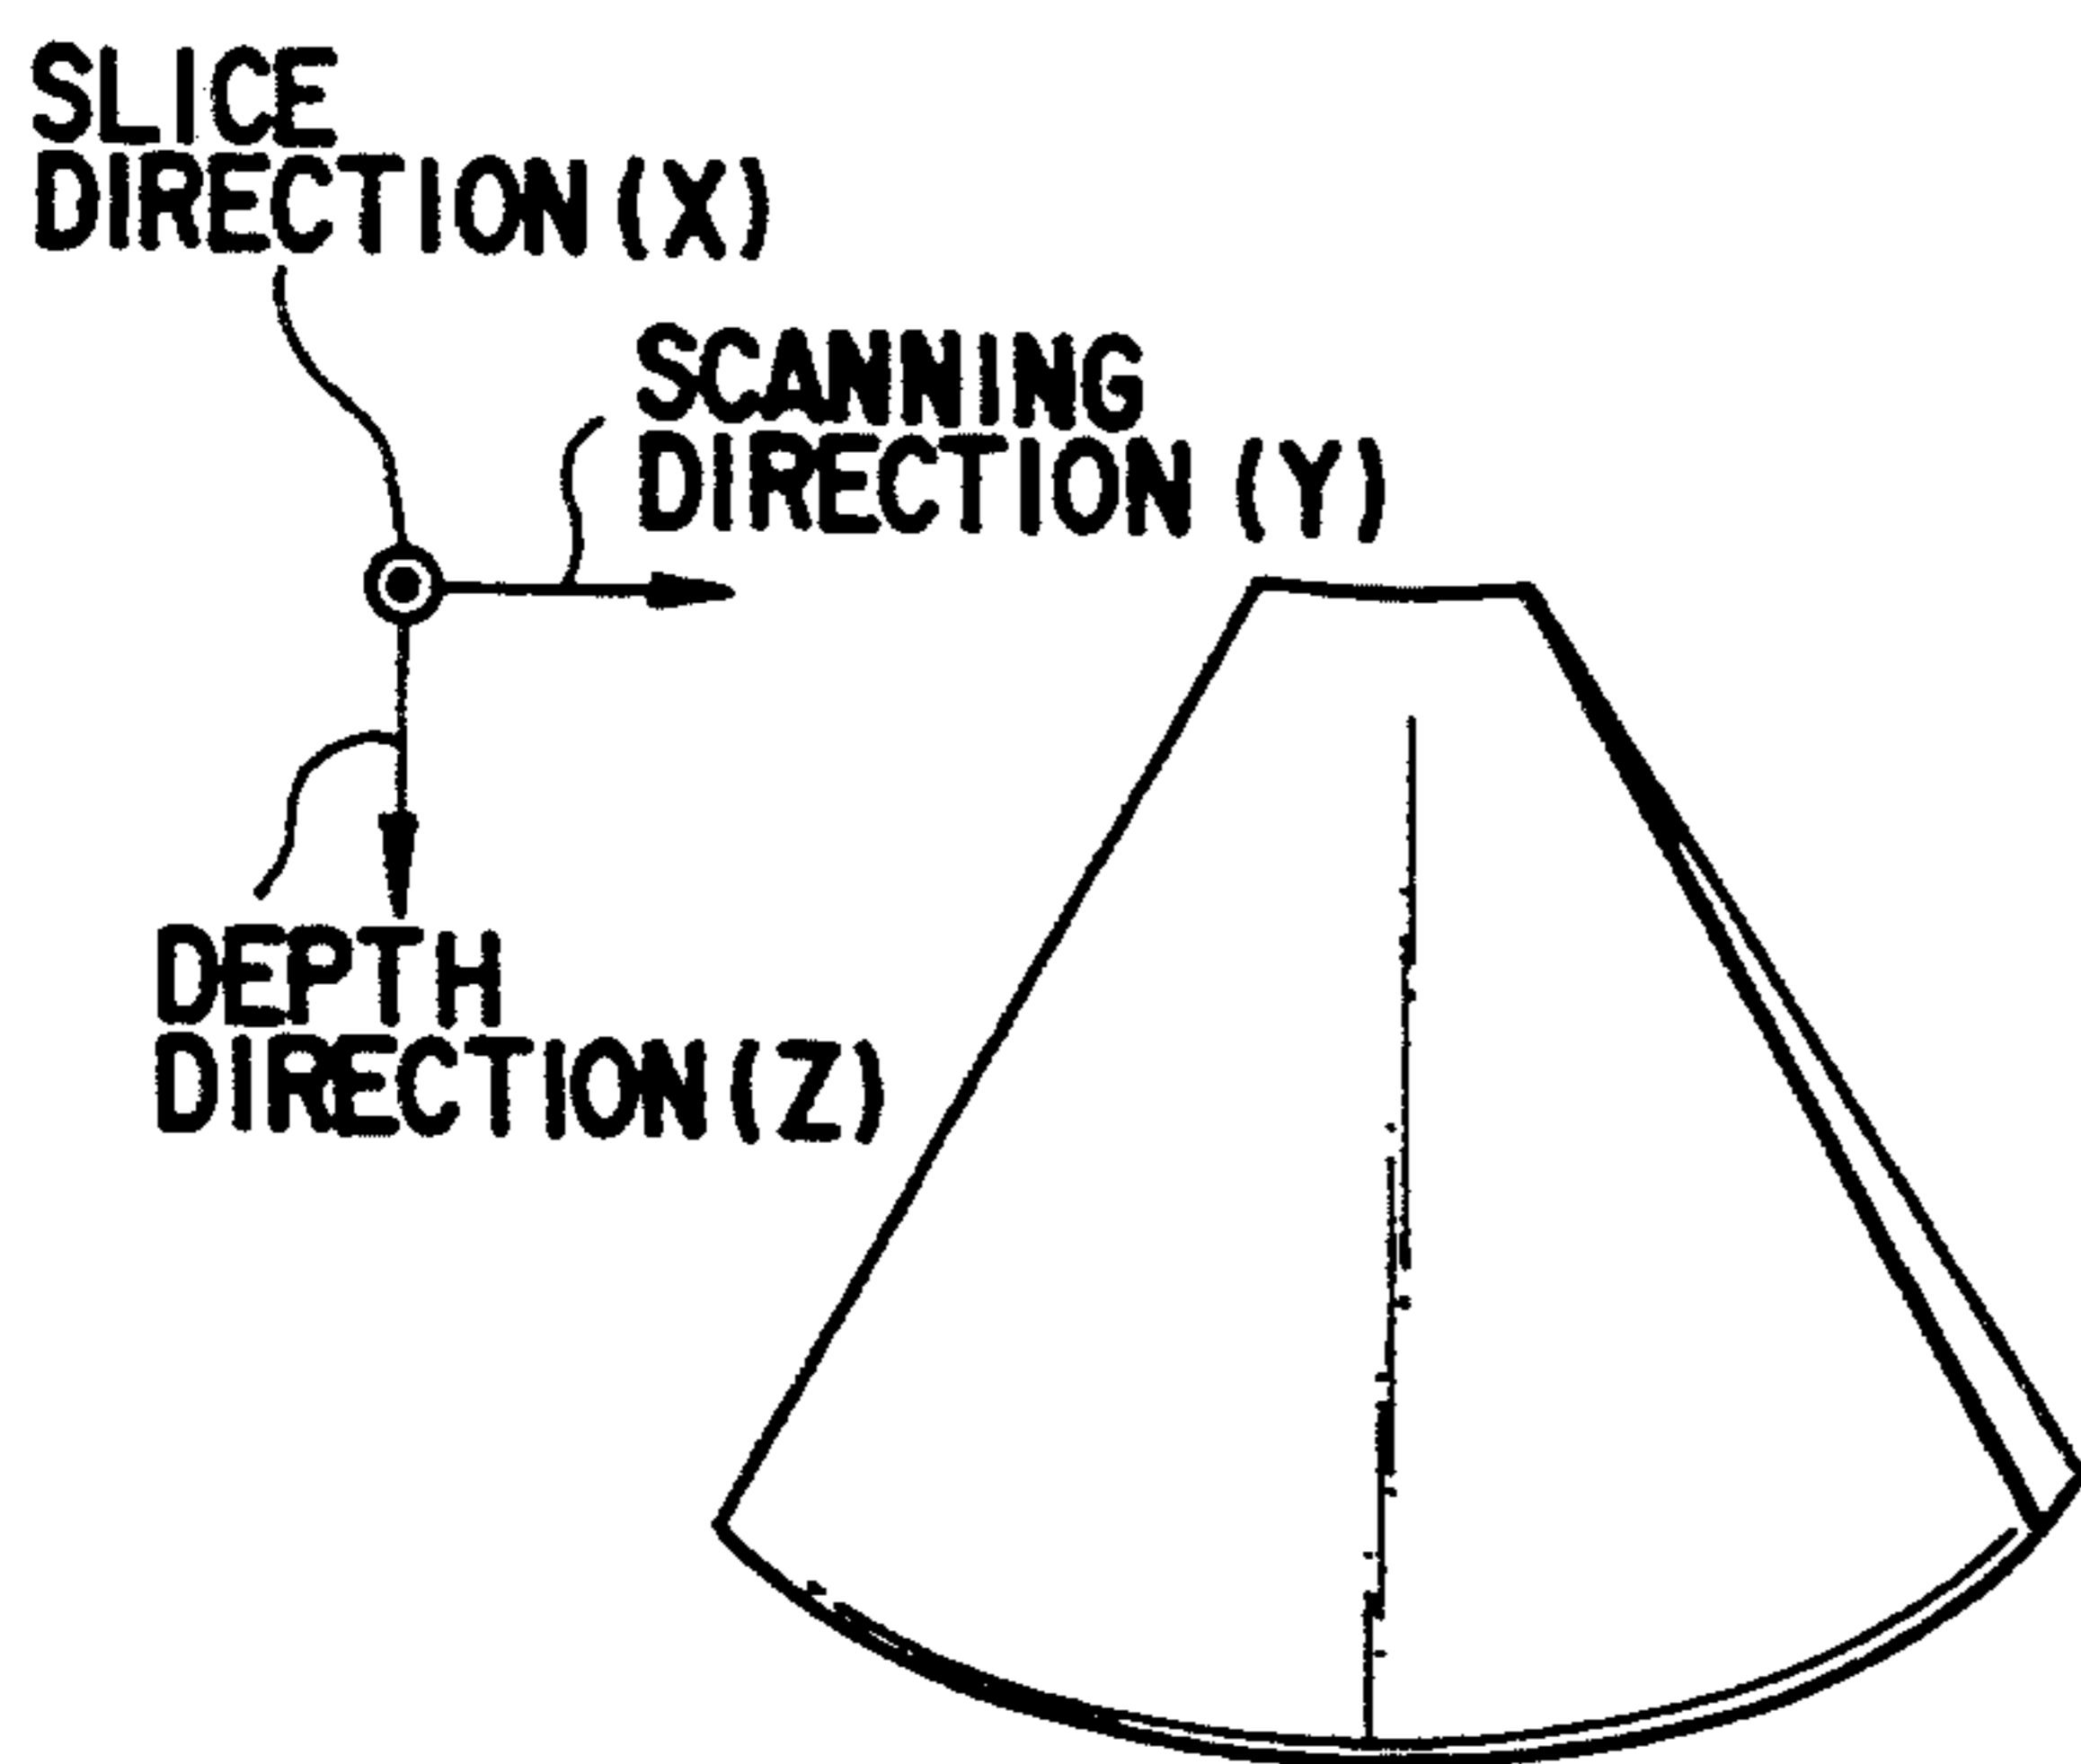 SLICE
DIRECTION (X)
SCANNING
DIRECTION (Y)
DEPTH
DIRECTION (Z)